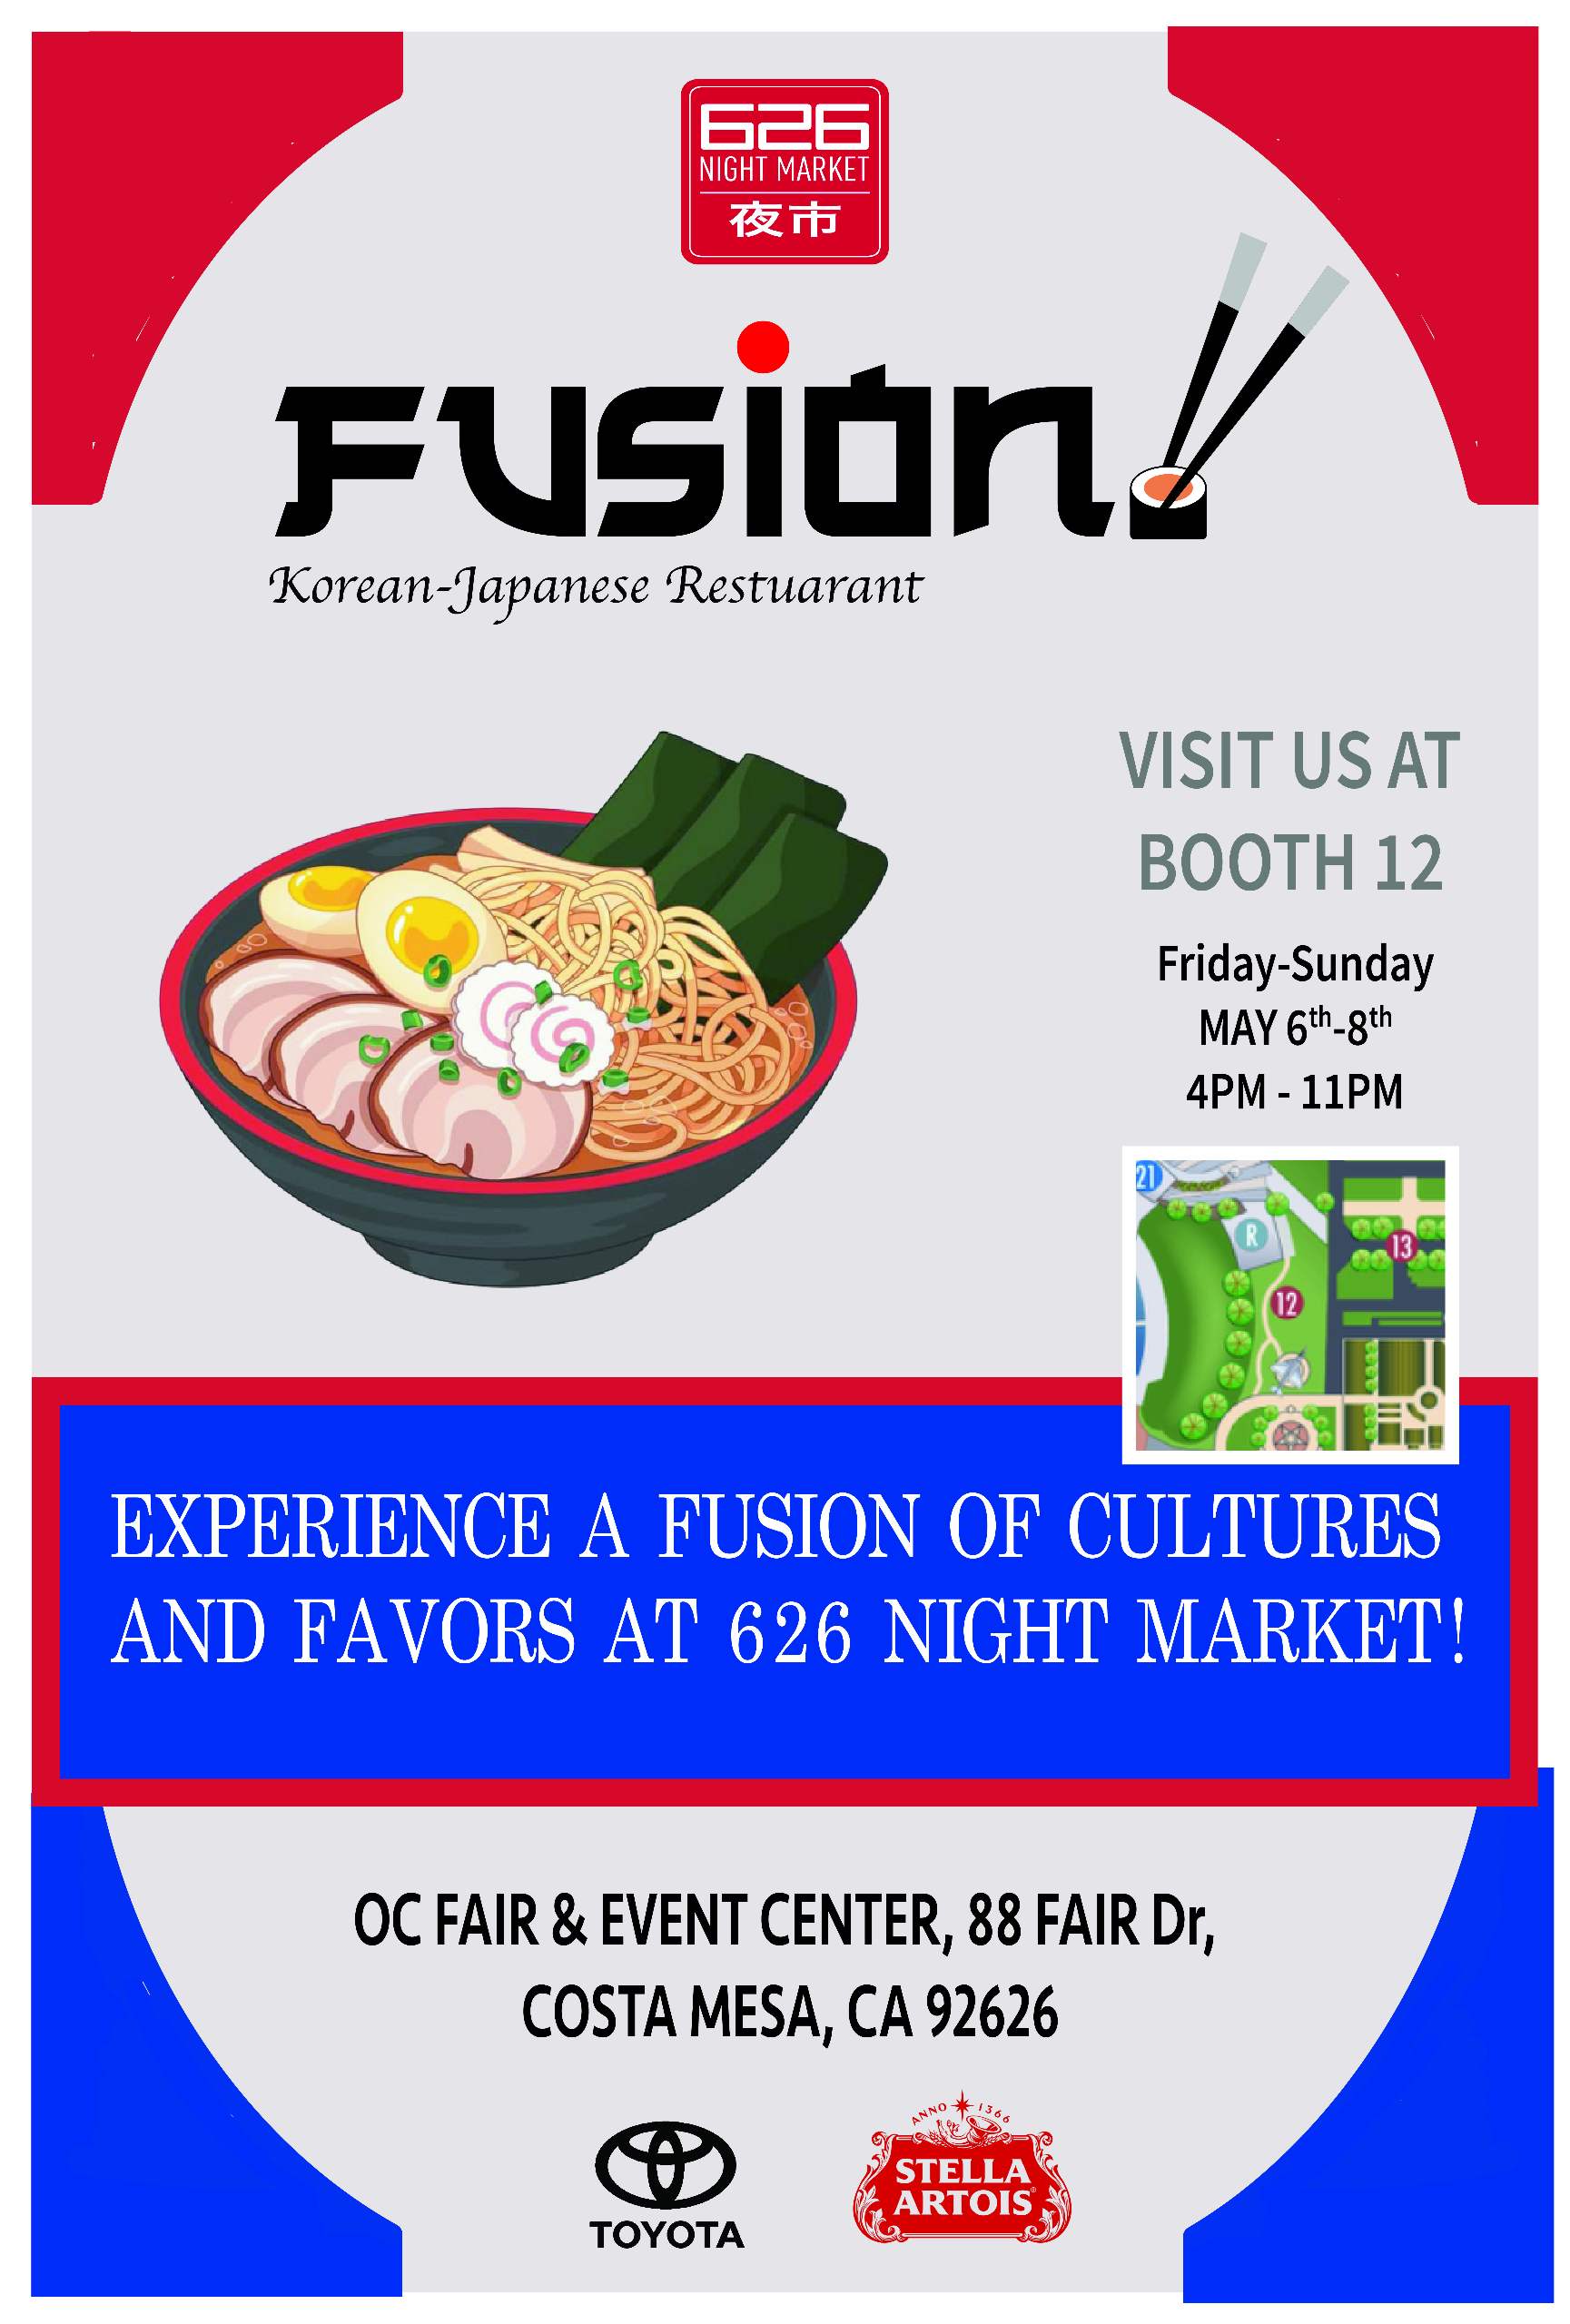 626
NIGHT MARKET
夜市
Fusion
Korean-Japanese Restuarant
VISIT US AT
BOOTH 12
Friday-Sunday
MAY 6th-8th
4PM - 11PM
21
R
13
12
EXPERIENCE A FUSION OF CULTURES
AND FAVORS AT 626 NIGHT MARKET!
OC FAIR & EVENT CENTER, 88 FAIR Dr,
COSTA MESA, CA 92626
ANNO 1366
STELLA
ARTOIS®
TOYOTA